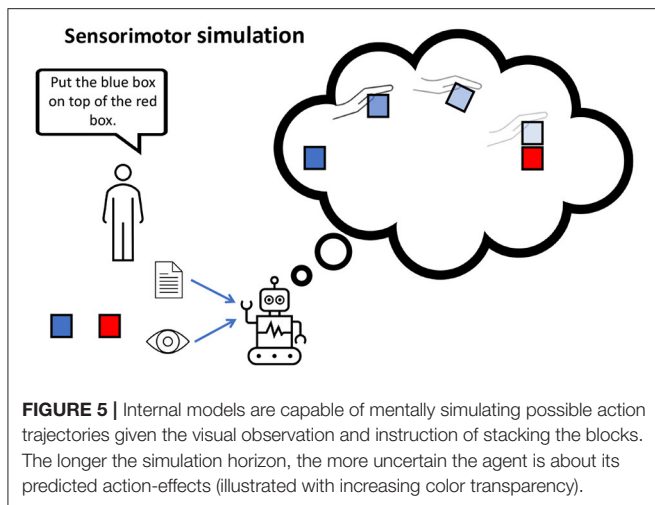 Sensorimotor simulation
Put the blue box
on top of the red
box.
FIGURE 5 | Internal models are capable of mentally simulating possible action
trajectories given the visual observation and instruction of stacking the blocks.
The longer the simulation horizon, the more uncertain the agent is about its
predicted action-effects (illustrated with increasing color transparency).